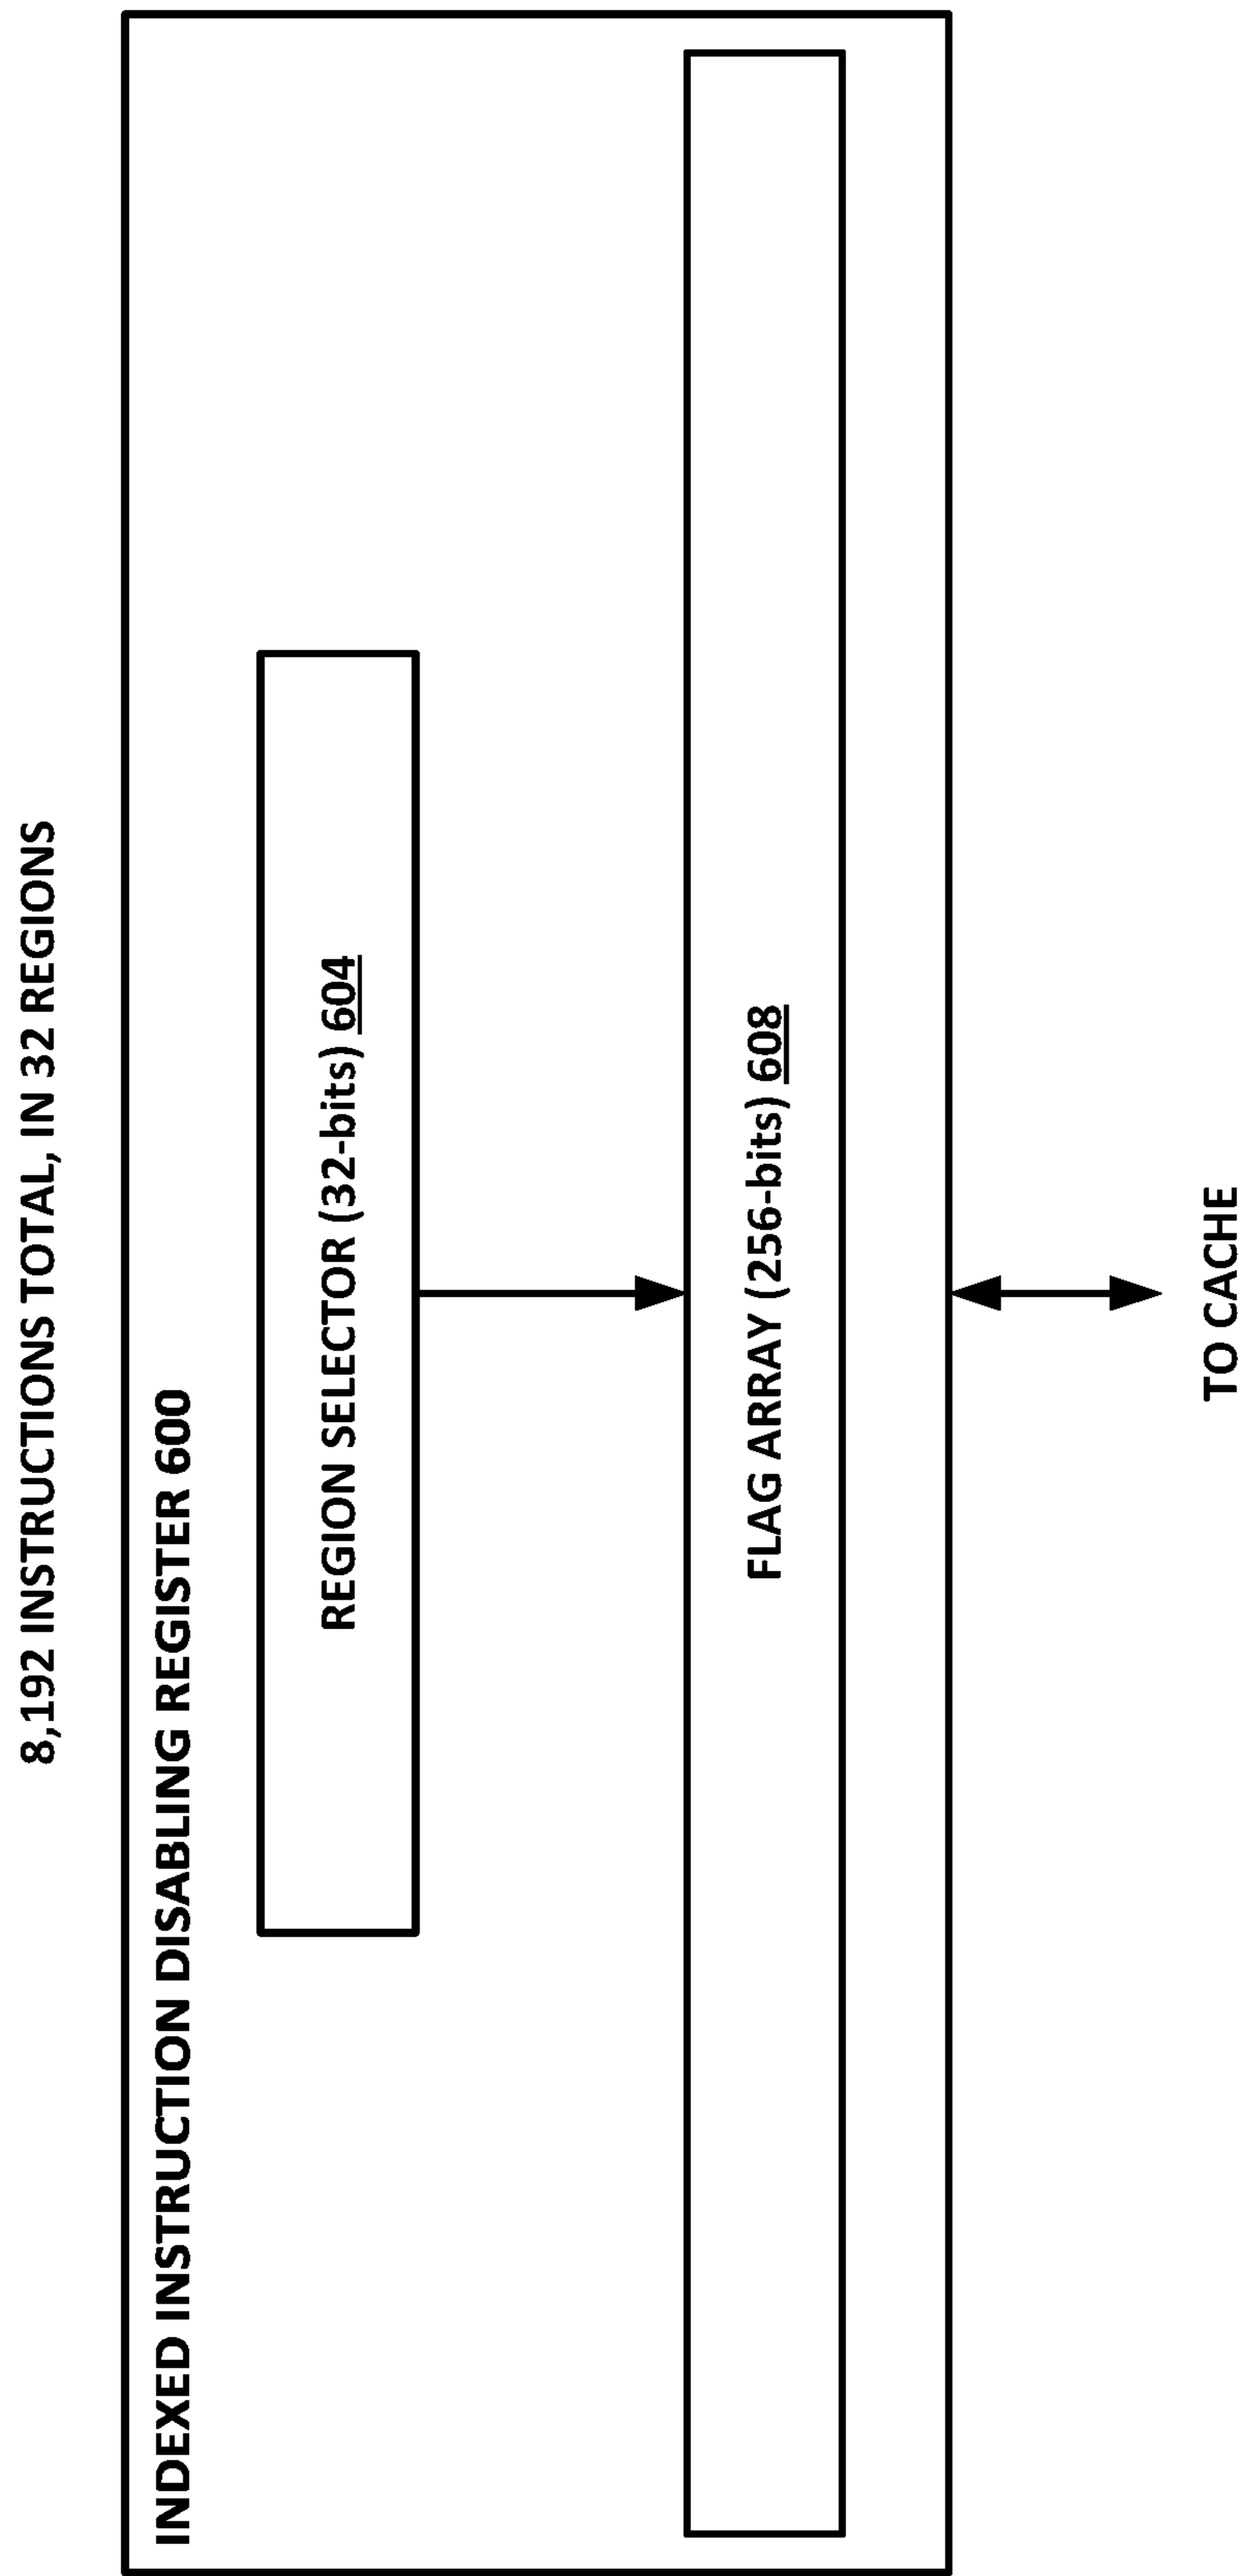 8,192 INSTRUCTIONS TOTAL, IN 32 REGIONS
INDEXED INSTRUCTION DISABLING REGISTER 600
REGION SELECTOR (32-bits) 604
FLAG ARRAY (256-bits) 608
TO CACHE